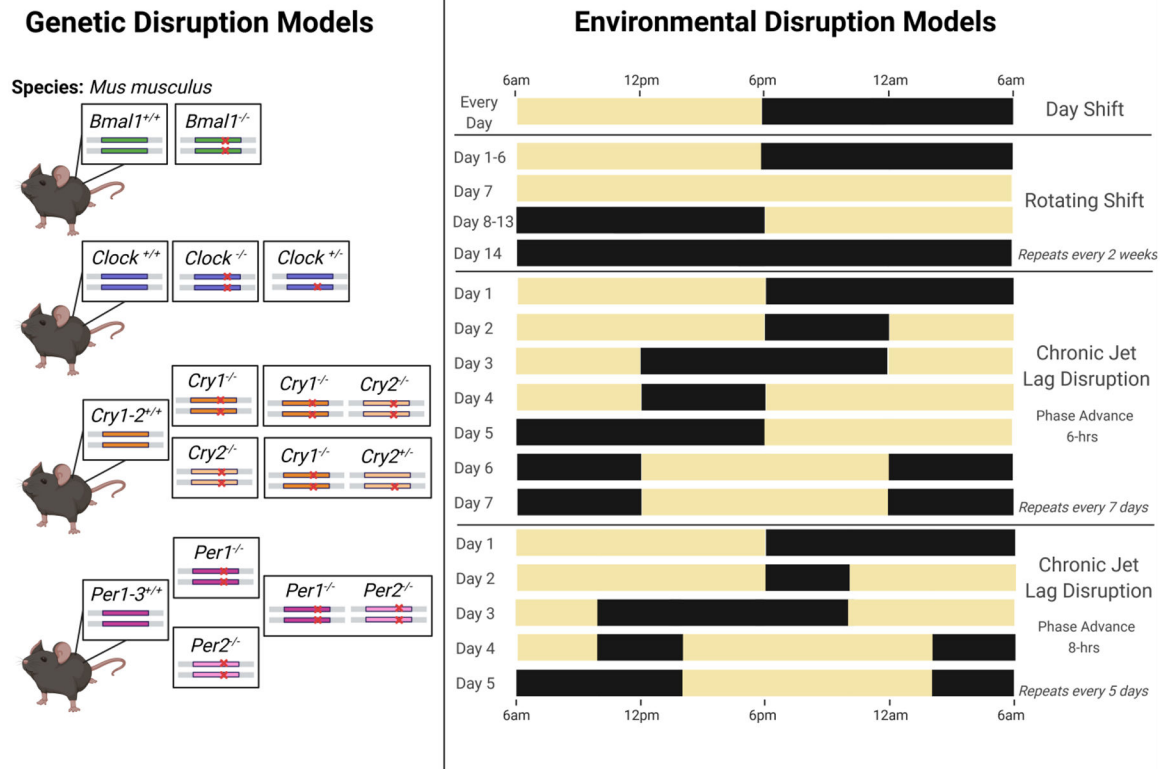 Genetic Disruption Models
Species: Mus musculus
Bmal1+/+
Bmal1-/-
Clock +/+
Clock -/-
Clock +/-
Cry1-2+/+
Cry1-/-
Cry1-/- Cry2-/-
Cry2-/-
Cry1-/- Cry2+/-
Per1-3+/+
Per1-/-
Per1-/- Per2-/-
Per2-/-
Environmental Disruption Models
6am 12pm 6pm 12am 6am
Every
Day
Day Shift
Day 1-6
Day 7
Day 8-13
Day 14
Rotating Shift
Repeats every 2 weeks
Day 1
Day 2
Day 3
Day 4
Day 5
Day 6
Day 7
Chronic Jet
Lag Disruption
Phase Advance
6-hrs
Repeats every 7 days
Day 1
Day 2
Day 3
Day 4
Day 5
Chronic Jet
Lag Disruption
Phase Advance
8-hrs
Repeats every 5 days
6am 12pm 6pm 12am 6am